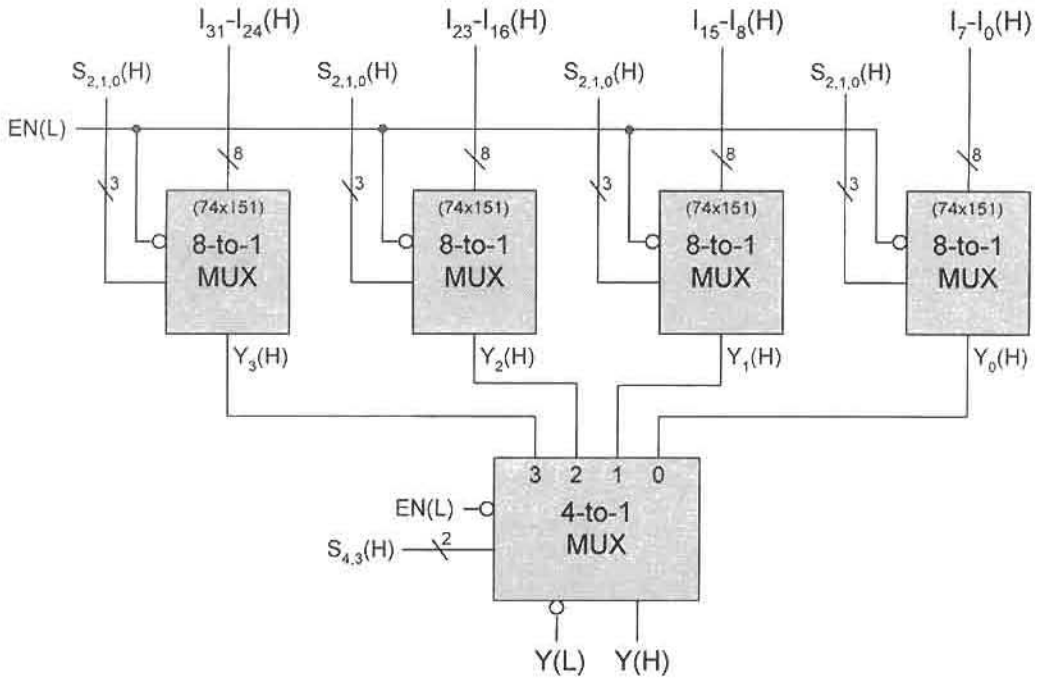 I₃₁-I₂₄(H) I₂₃-I₁₆(H) I₁₅-I₈(H) I₇-I₀(H)
S₂,₁,₀(H) S₂,₁,₀(H) S₂,₁,₀(H) S₂,₁,₀(H)
EN(L)
3 8 3 8 3 8 3 8
(74x151) (74x151) (74x151) (74x151)
8-to-1 8-to-1 8-to-1 8-to-1
MUX MUX MUX MUX
Y₃(H) Y₂(H) Y₁(H) Y₀(H)
3 2 1 0
EN(L) 4-to-1
S₄,₃(H) 2 MUX
Y(L) Y(H)